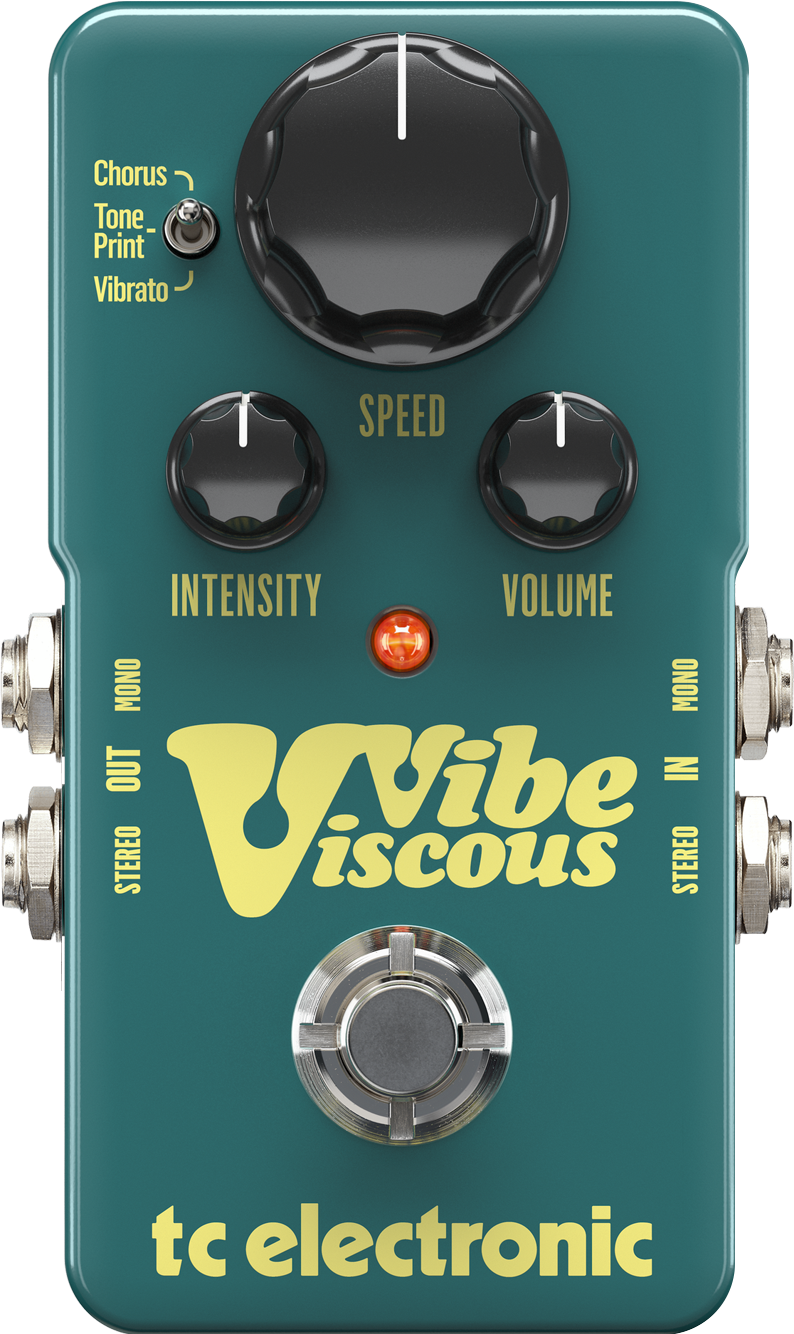 Chorus
Tone
Print
Vibrato
SPEED
INTENSITY
VOLUME
MONO
OUT
STEREO
MONO
IN
STEREO
Vibe
Viscous
tc electronic